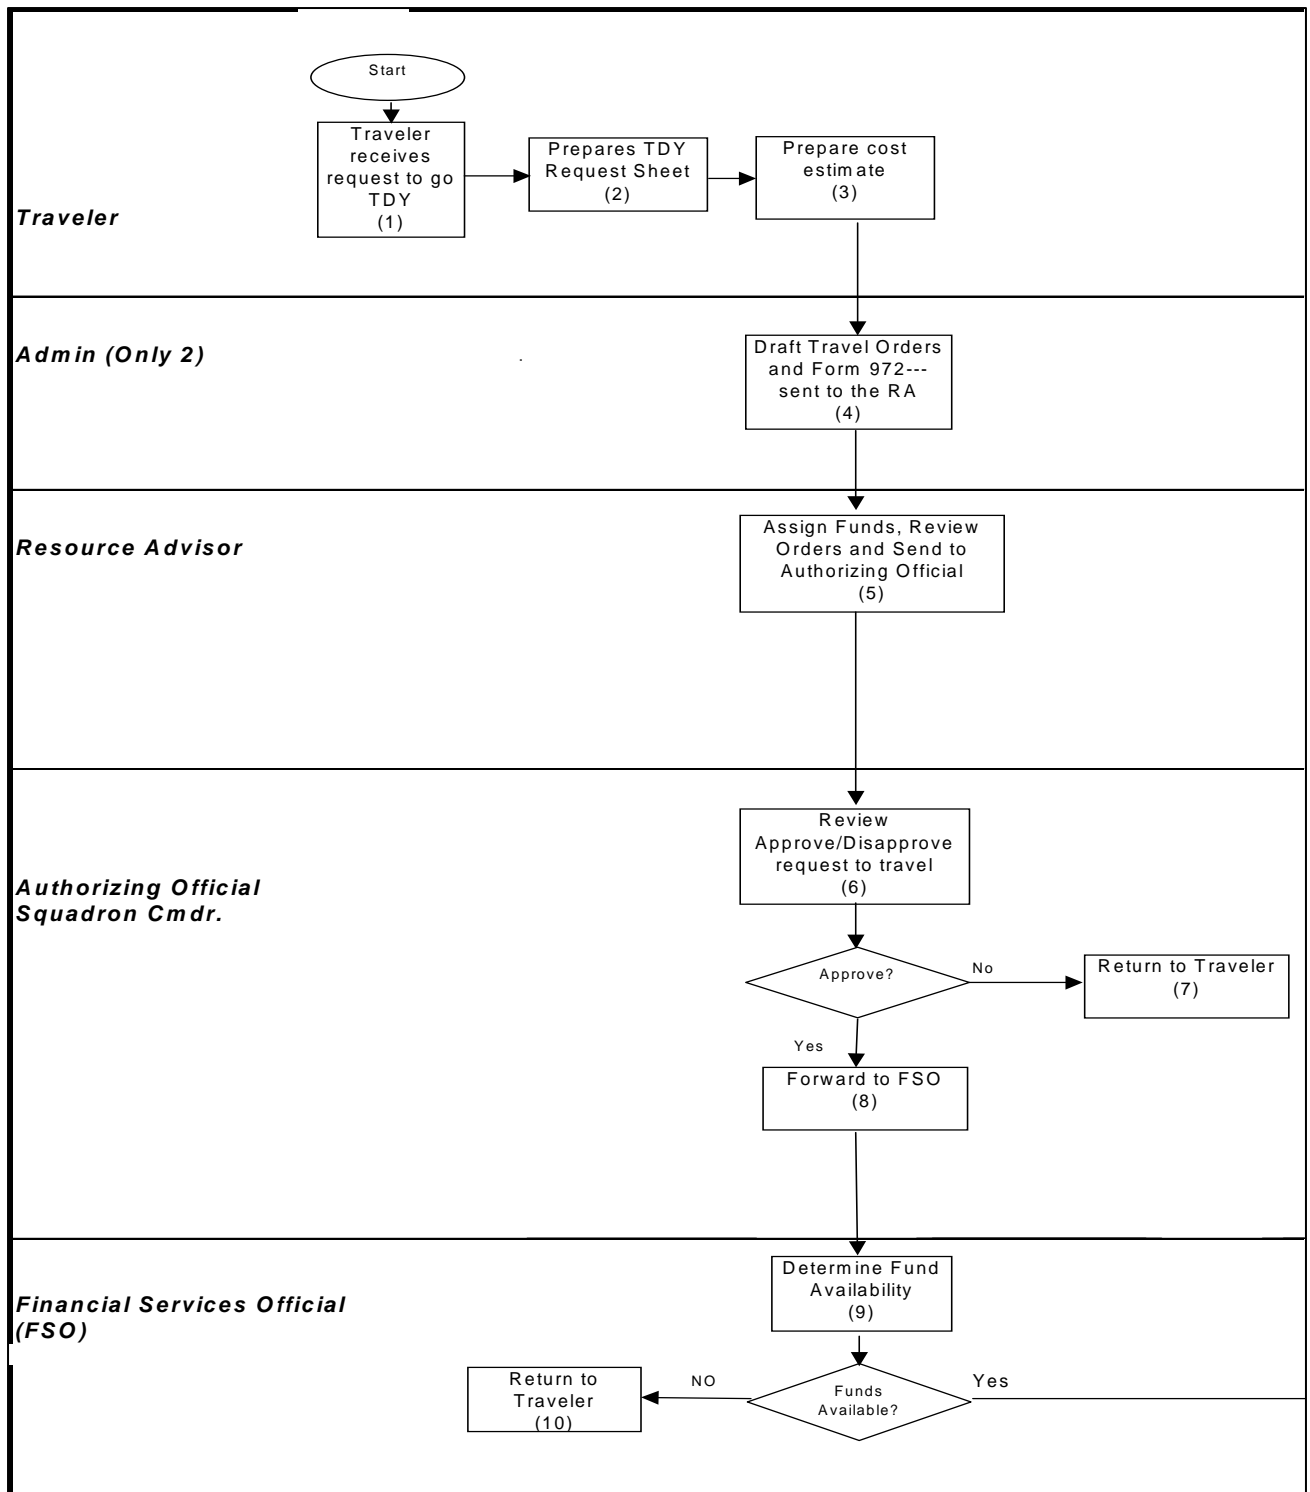 Start
Traveler
receives
request to go
TDY
(1)
Prepares TDY
Request Sheet
(2)
Prepare cost
estimate
(3)
Traveler
Admin (Only 2)
Draft Travel Orders
and Form 972---
sent to the RA
(4)
Resource Advisor
Assign Funds, Review
Orders and Send to
Authorizing Official
(5)
Authorizing Official
Squadron Cmdr.
Review
Approve/Disapprove
request to travel
(6)
Approve?
No
Return to Traveler
(7)
Yes
Forward to FSO
(8)
Financial Services Official
(FSO)
Determine Fund
Availability
(9)
Funds
Available?
NO
Return to
Traveler
(10)
Yes